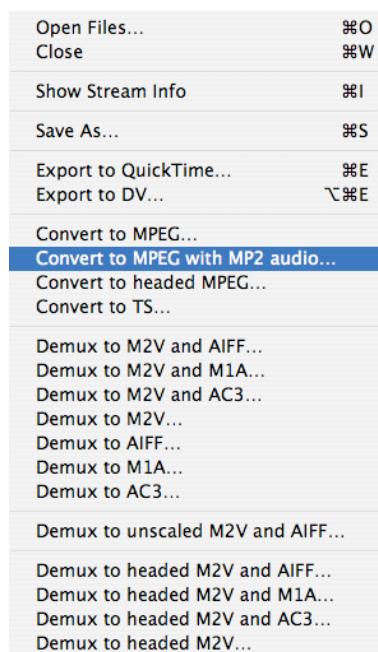 Open Files... ⌘O
Close ⌘W
Show Stream Info ⌘I
Save As... ⌘S
Export to QuickTime... ⌘E
Export to DV... ⌥⌘E
Convert to MPEG...
Convert to MPEG with MP2 audio...
Convert to headed MPEG...
Convert to TS...
Demux to M2V and AIFF...
Demux to M2V and M1A...
Demux to M2V and AC3...
Demux to M2V...
Demux to AIFF...
Demux to M1A...
Demux to AC3...
Demux to unscaled M2V and AIFF...
Demux to headed M2V and AIFF...
Demux to headed M2V and M1A...
Demux to headed M2V and AC3...
Demux to headed M2V...